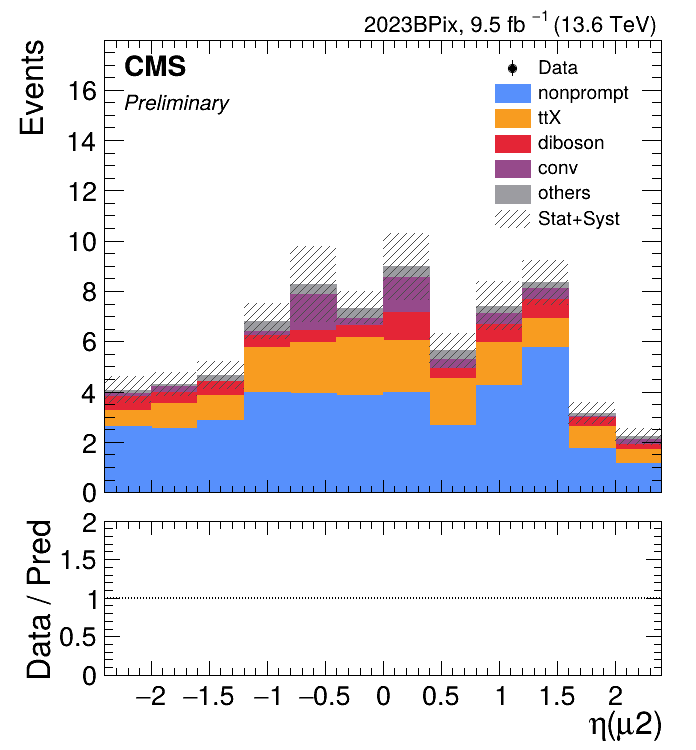 2023BPix, 9.5 fb⁻¹ (13.6 TeV)
CMS
Preliminary
Data
nonprompt
ttX
diboson
conv
others
Stat+Syst
Events
16
14
12
10
8
6
4
2
0
Data / Pred
2
1.5
1
0.5
0
−2 −1.5 −1 −0.5 0 0.5 1 1.5 2
η(μ2)